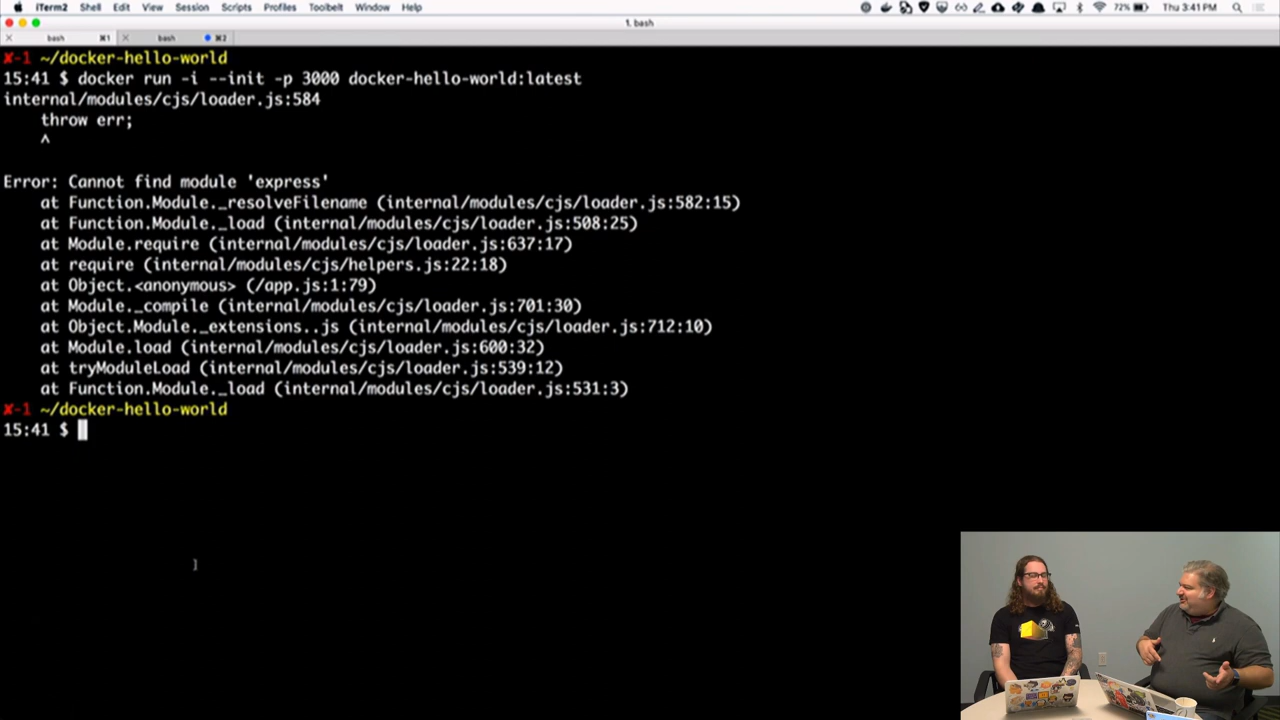 iTerm2 Shell Edit View Session Scripts Profiles Toolbelt Window Help 72% Thu 3:41 PM
1. bash
bash ⌘1 bash ⌘2
✘-1 ~/docker-hello-world
15:41 $ docker run -i --init -p 3000 docker-hello-world:latest
internal/modules/cjs/loader.js:584
throw err;
^
Error: Cannot find module 'express'
at Function.Module._resolveFilename (internal/modules/cjs/loader.js:582:15)
at Function.Module._load (internal/modules/cjs/loader.js:508:25)
at Module.require (internal/modules/cjs/loader.js:637:17)
at require (internal/modules/cjs/helpers.js:22:18)
at Object.<anonymous> (/app.js:1:79)
at Module._compile (internal/modules/cjs/loader.js:701:30)
at Object.Module._extensions..js (internal/modules/cjs/loader.js:712:10)
at Module.load (internal/modules/cjs/loader.js:600:32)
at tryModuleLoad (internal/modules/cjs/loader.js:539:12)
at Function.Module._load (internal/modules/cjs/loader.js:531:3)
✘-1 ~/docker-hello-world
15:41 $